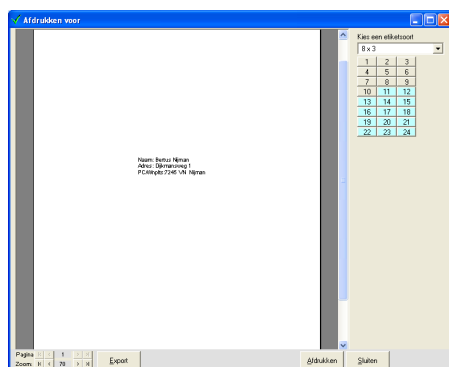 Afdrukken voor
Kies een etiketsoort
8 x 3
1 2 3
4 5 6
7 8 9
10 11 12
13 14 15
16 17 18
19 20 21
22 23 24
Naam: Bertus Nijman
Adres: Dijkmansweg 1
PC/Wnplts:7246 VN Nijman
Pagina 1
Zoom: 70
Export
Afdrukken
Sluiten